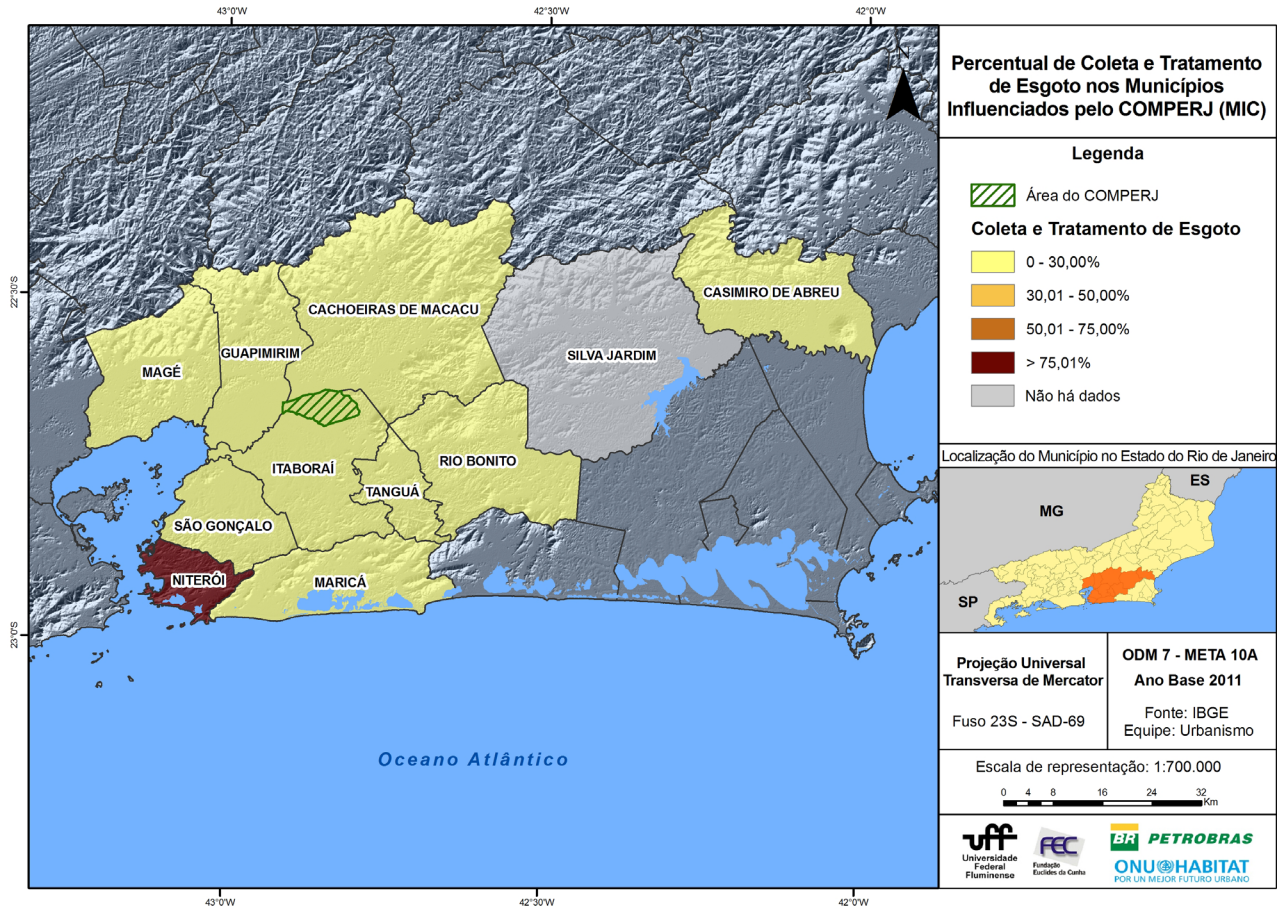 43°0'W
42°30'W
42°0'W
22°30'S
23°0'S
22°30'S
23°0'S
43°0'W
42°30'W
42°0'W
CACHOEIRAS DE MACACU
CASIMIRO DE ABREU
GUAPIMIRIM
SILVA JARDIM
MAGÉ
ITABORAÍ
RIO BONITO
TANGUÁ
SÃO GONÇALO
NITERÓI
MARICÁ
Oceano Atlântico
Percentual de Coleta e Tratamento
de Esgoto nos Municípios
Influenciados pelo COMPERJ (MIC)
Legenda
Área do COMPERJ
Coleta e Tratamento de Esgoto
0 - 30,00%
30,01 - 50,00%
50,01 - 75,00%
> 75,01%
Não há dados
Localização do Município no Estado do Rio de Janeiro
ES
MG
SP
Projeção Universal
Transversa de Mercator
Fuso 23S - SAD-69
ODM 7 - META 10A
Ano Base 2011
Fonte: IBGE
Equipe: Urbanismo
Escala de representação: 1:700.000
0 4 8 16 24 32
Km
uff
Universidade
Federal
Fluminense
FEC
Fundação
Euclides da Cunha
BR PETROBRAS
ONU HABITAT
POR UN MEJOR FUTURO URBANO